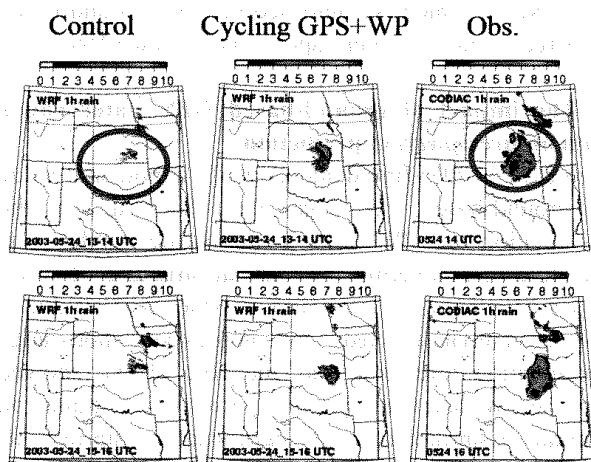 Control Cycling GPS+WP Obs.
0 1 2 3 4 5 6 7 8 9 10 0 1 2 3 4 5 6 7 8 9 10 0 1 2 3 4 5 6 7 8 9 10
WRF 1h rain WRF 1h rain CODIAC 1h rain
2003-05-24_13-14 UTC 2003-05-24_13-14 UTC 0524 14 UTC
0 1 2 3 4 5 6 7 8 9 10 0 1 2 3 4 5 6 7 8 9 10 0 1 2 3 4 5 6 7 8 9 10
WRF 1h rain WRF 1h rain CODIAC 1h rain
2003-05-24_15-16 UTC 2003-05-24_15-16 UTC 0524 16 UTC